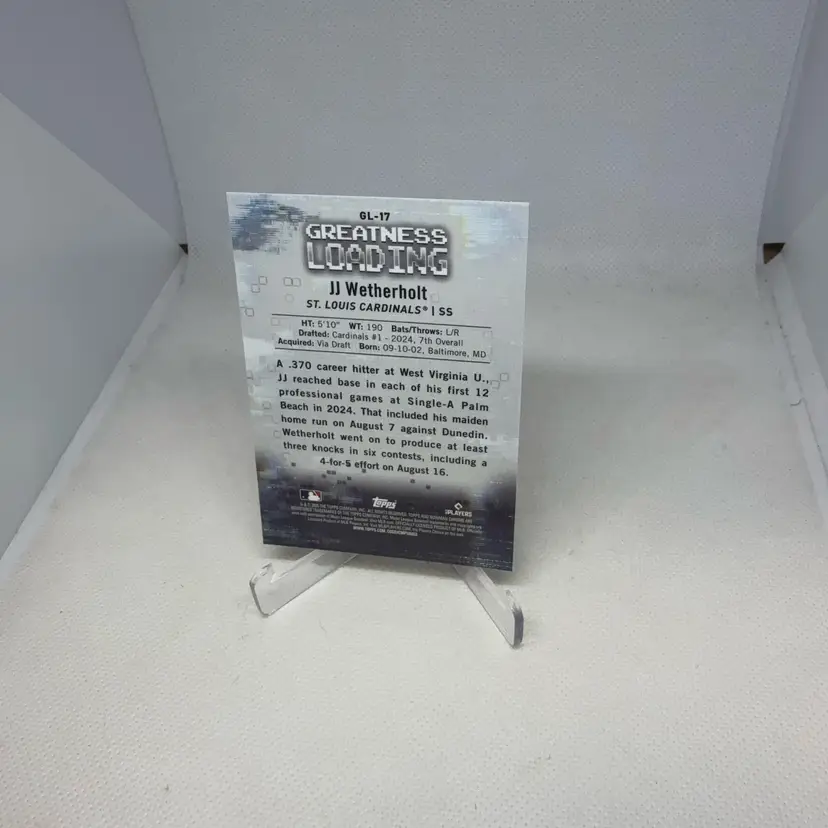 GL-17
GREATNESS
LOADING
JJ Wetherholt
ST. LOUIS CARDINALS® | SS
HT: 5'10" WT: 190 Bats/Throws: L/R
Drafted: Cardinals #1 - 2024, 7th Overall
Acquired: Via Draft Born: 09-10-02, Baltimore, MD
A .370 career hitter at West Virginia U.,
JJ reached base in each of his first 12
professional games at Single-A Palm
Beach in 2024. That included his maiden
home run on August 7 against Dunedin.
Wetherholt went on to produce at least
three knocks in six contests, including a
4-for-5 effort on August 16.
Topps
PLAYERS